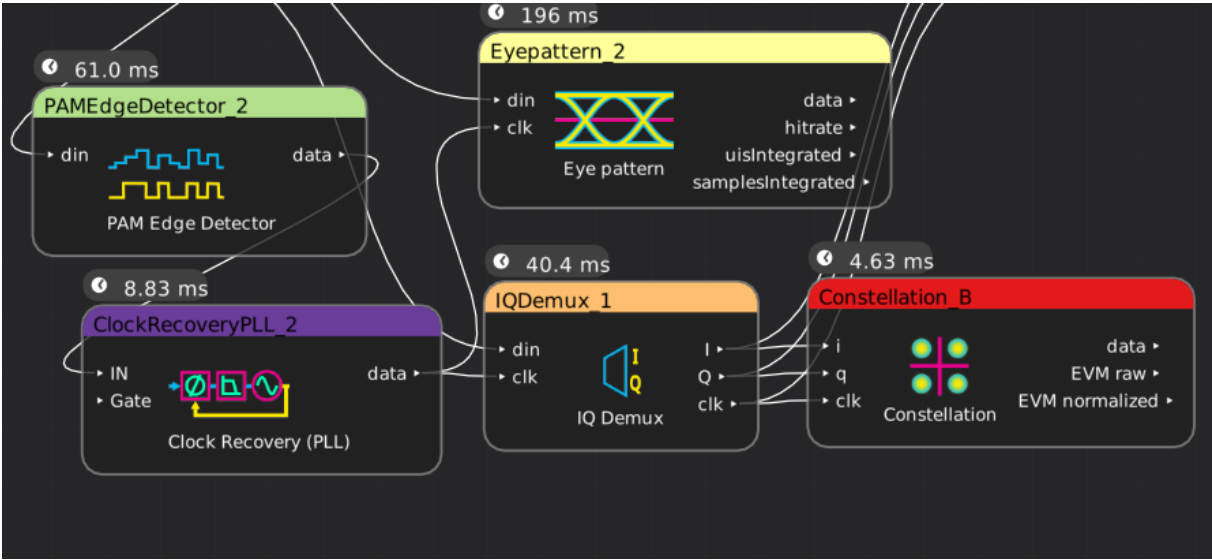 196 ms
Eyepattern_2
din
clk
data
hitrate
uisIntegrated
samplesIntegrated
Eye pattern
61.0 ms
PAMEdgeDetector_2
din
data
PAM Edge Detector
8.83 ms
ClockRecoveryPLL_2
IN
Gate
data
Clock Recovery (PLL)
40.4 ms
IQDemux_1
din
clk
I
Q
I
Q
clk
IQ Demux
4.63 ms
Constellation_B
i
q
clk
data
EVM raw
EVM normalized
Constellation